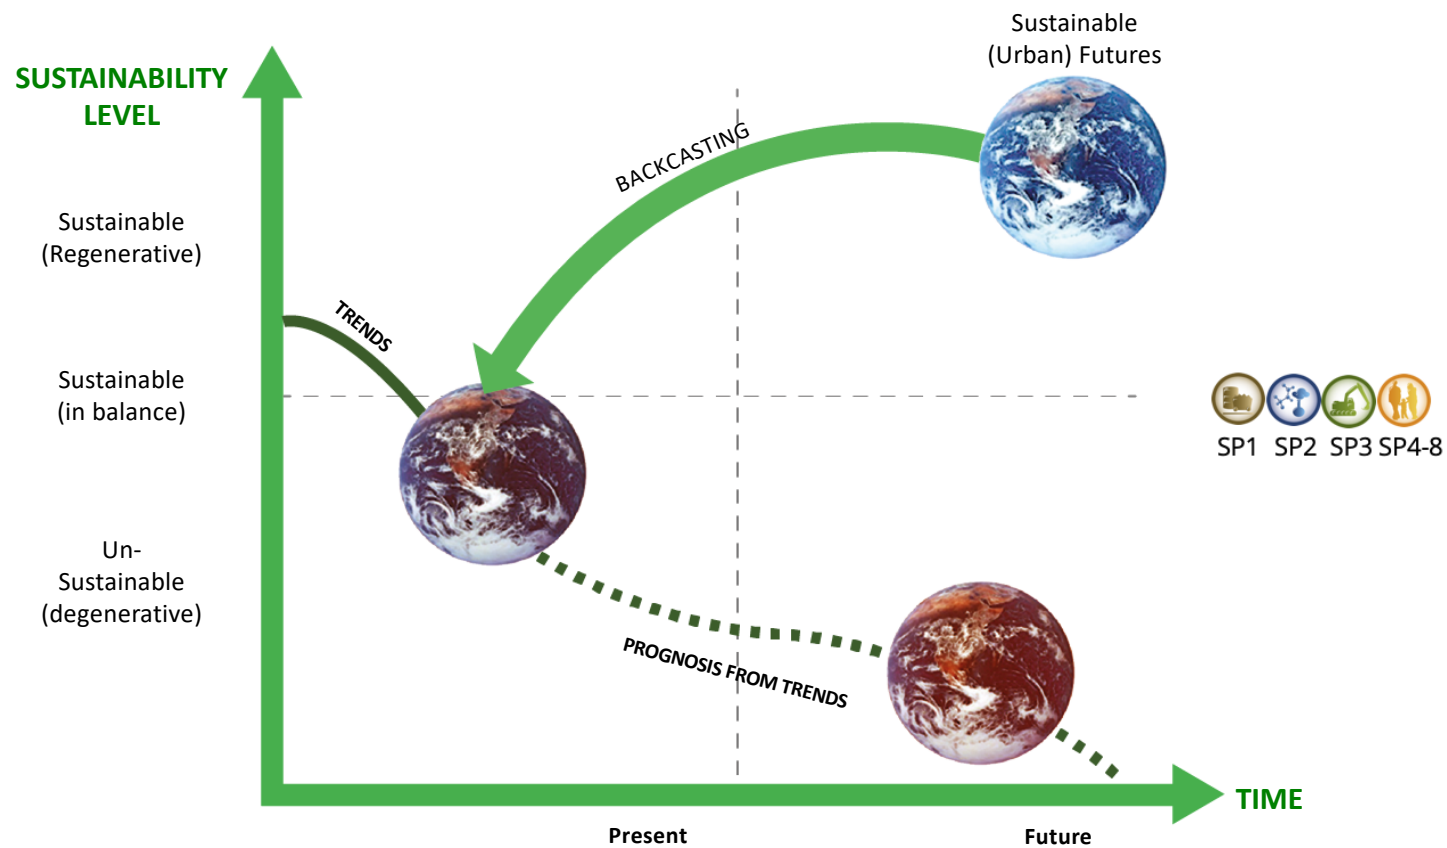 Sustainable
(Urban) Futures
SUSTAINABILITY
LEVEL
BACKCASTING
Sustainable
(Regenerative)
TRENDS
Sustainable
(in balance)
SP1 SP2 SP3 SP4-8
Un-
Sustainable
(degenerative)
PROGNOSIS FROM TRENDS
TIME
Present Future